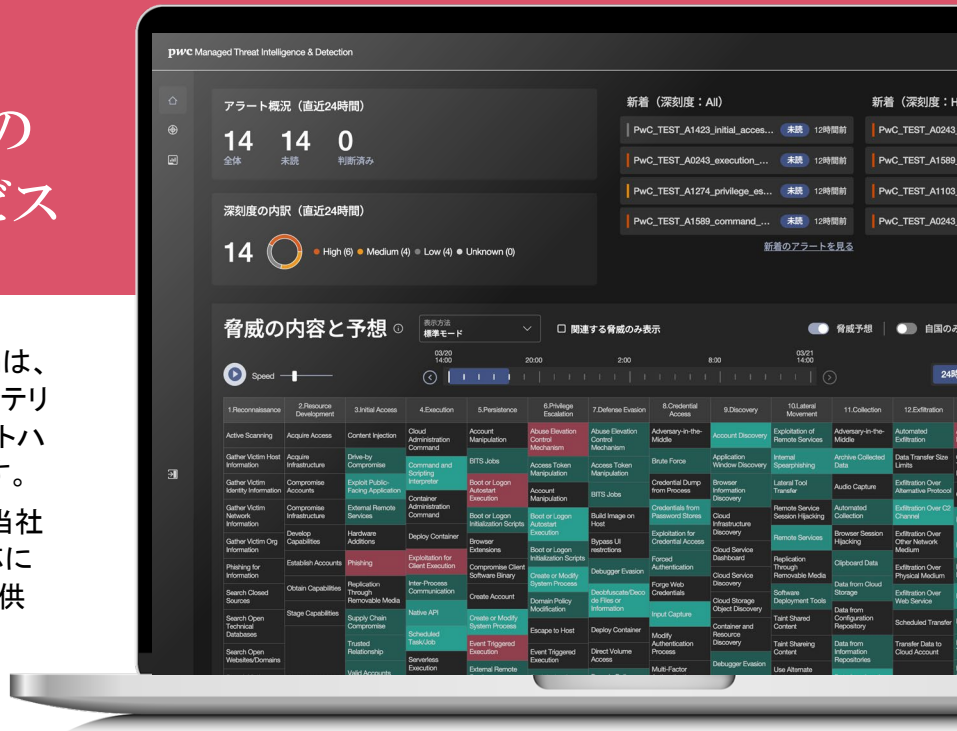 の
ビス
は、
テリ
トハ
す。
当社
に
供
pwc Managed Threat Intelligence & Detection
アラート概況（直近24時間）
14 14 0
全体 未読 判断済み
深刻度の内訳（直近24時間）
14 High (6) Medium (4) Low (4) Unknown (0)
新着（深刻度：All）
PwC_TEST_A1423_initial_acces... 未読 12時間前
PwC_TEST_A0243_execution_... 未読 12時間前
PwC_TEST_A1274_privilege_es... 未読 12時間前
PwC_TEST_A1589_command_... 未読 12時間前
新着のアラートを見る
新着（深刻度：H
PwC_TEST_A0243_
PwC_TEST_A1589_
PwC_TEST_A1103_
PwC_TEST_A0243_
脅威の内容と予想
表示方法
標準モード
関連する脅威のみ表示
脅威予想 自国のみ
Speed
03/20 03/21
14:00 20:00 2:00 8:00 14:00
24時
1.Reconnaissance
Active Scanning
Gather Victim Host
Information
Gather Victim
Identity Information
Gather Victim
Network
Information
Gather Victim Org
Information
Phishing for
Information
Search Closed
Sources
Search Open
Technical
Databases
Search Open
Websites/Domains
2.Resource
Development
Acquire Access
Acquire
Infrastructure
Compromise
Accounts
Compromise
Infrastructure
Develop
Capabilities
Establish Accounts
Obtain Capabilities
Stage Capabilities
3.Initial Access
Content Injection
Drive-by
Compromise
Exploit Public-
Facing Application
External Remote
Services
Hardware
Additions
Phishing
Replication
Through
Removable Media
Supply Chain
Compromise
Trusted
Relationship
Valid Accounts
4.Execution
Cloud
Administration
Command
Command and
Scripting
Interpreter
Container
Administration
Command
Deploy Container
Exploitation for
Client Execution
Inter-Process
Communication
Native API
Scheduled
Task/Job
Serverless
Execution
5.Persistence
Account
Manipulation
BITS Jobs
Boot or Logon
Autostart
Execution
Boot or Logon
Initialization Scripts
Browser
Extensions
Compromise Client
Software Binary
Create Account
Create or Modify
System Process
Event Triggered
Execution
External Remote
6.Privilege
Escalation
Abuse Elevation
Control
Mechanism
Access Token
Manipulation
Account
Manipulation
Boot or Logon
Autostart
Execution
Boot or Logon
Initialization Scripts
Create or Modify
System Process
Domain Policy
Modification
Escape to Host
Event Triggered
Execution
7.Defense Evasion
Abuse Elevation
Control
Mechanism
Access Token
Manipulation
BITS Jobs
Build Image on
Host
Bypass UI
restrctions
Debugger Evasion
Deobfuscate/Deco
de Files or
Information
Deploy Container
Direct Volume
Access
8.Credential
Access
Adversary-in-the-
Middle
Brute Force
Credential Dump
from Process
Credentials from
Password Stores
Exploitation for
Credential Access
Forced
Authentication
Forge Web
Credentials
Input Capture
Modify
Authentication
Process
Multi-Factor
9.Discovery
Account Discovery
Application
Window Discovery
Browser
Information
Discovery
Cloud
Infrastructure
Discovery
Cloud Service
Dashboard
Cloud Service
Discovery
Cloud Storage
Object Discovery
Container and
Resource
Discovery
Debugger Evasion
10.Lateral
Movement
Exploitation of
Remote Services
Internal
Spearphishing
Lateral Tool
Transfer
Remote Service
Session Hijacking
Remote Services
Replication
Through
Removable Media
Software
Deployment Tools
Taint Shared
Content
Taint Shareing
Content
Use Alternate
11.Collection
Adversary-in-the-
Middle
Archive Collected
Data
Audio Capture
Automated
Collection
Browser Session
Hijacking
Clipboard Data
Data from Cloud
Storage
Data from
Configuration
Repository
Data from
Information
Repositories
12.Exfiltration
Automated
Exfiltration
Data Transfer Size
Limits
Exfiltration Over
Alternative Protocol
Exfiltration Over C2
Channel
Exfiltration Over
Other Network
Medium
Exfiltration Over
Physical Medium
Exfiltration Over
Web Service
Scheduled Transfer
Transfer Data to
Cloud Account